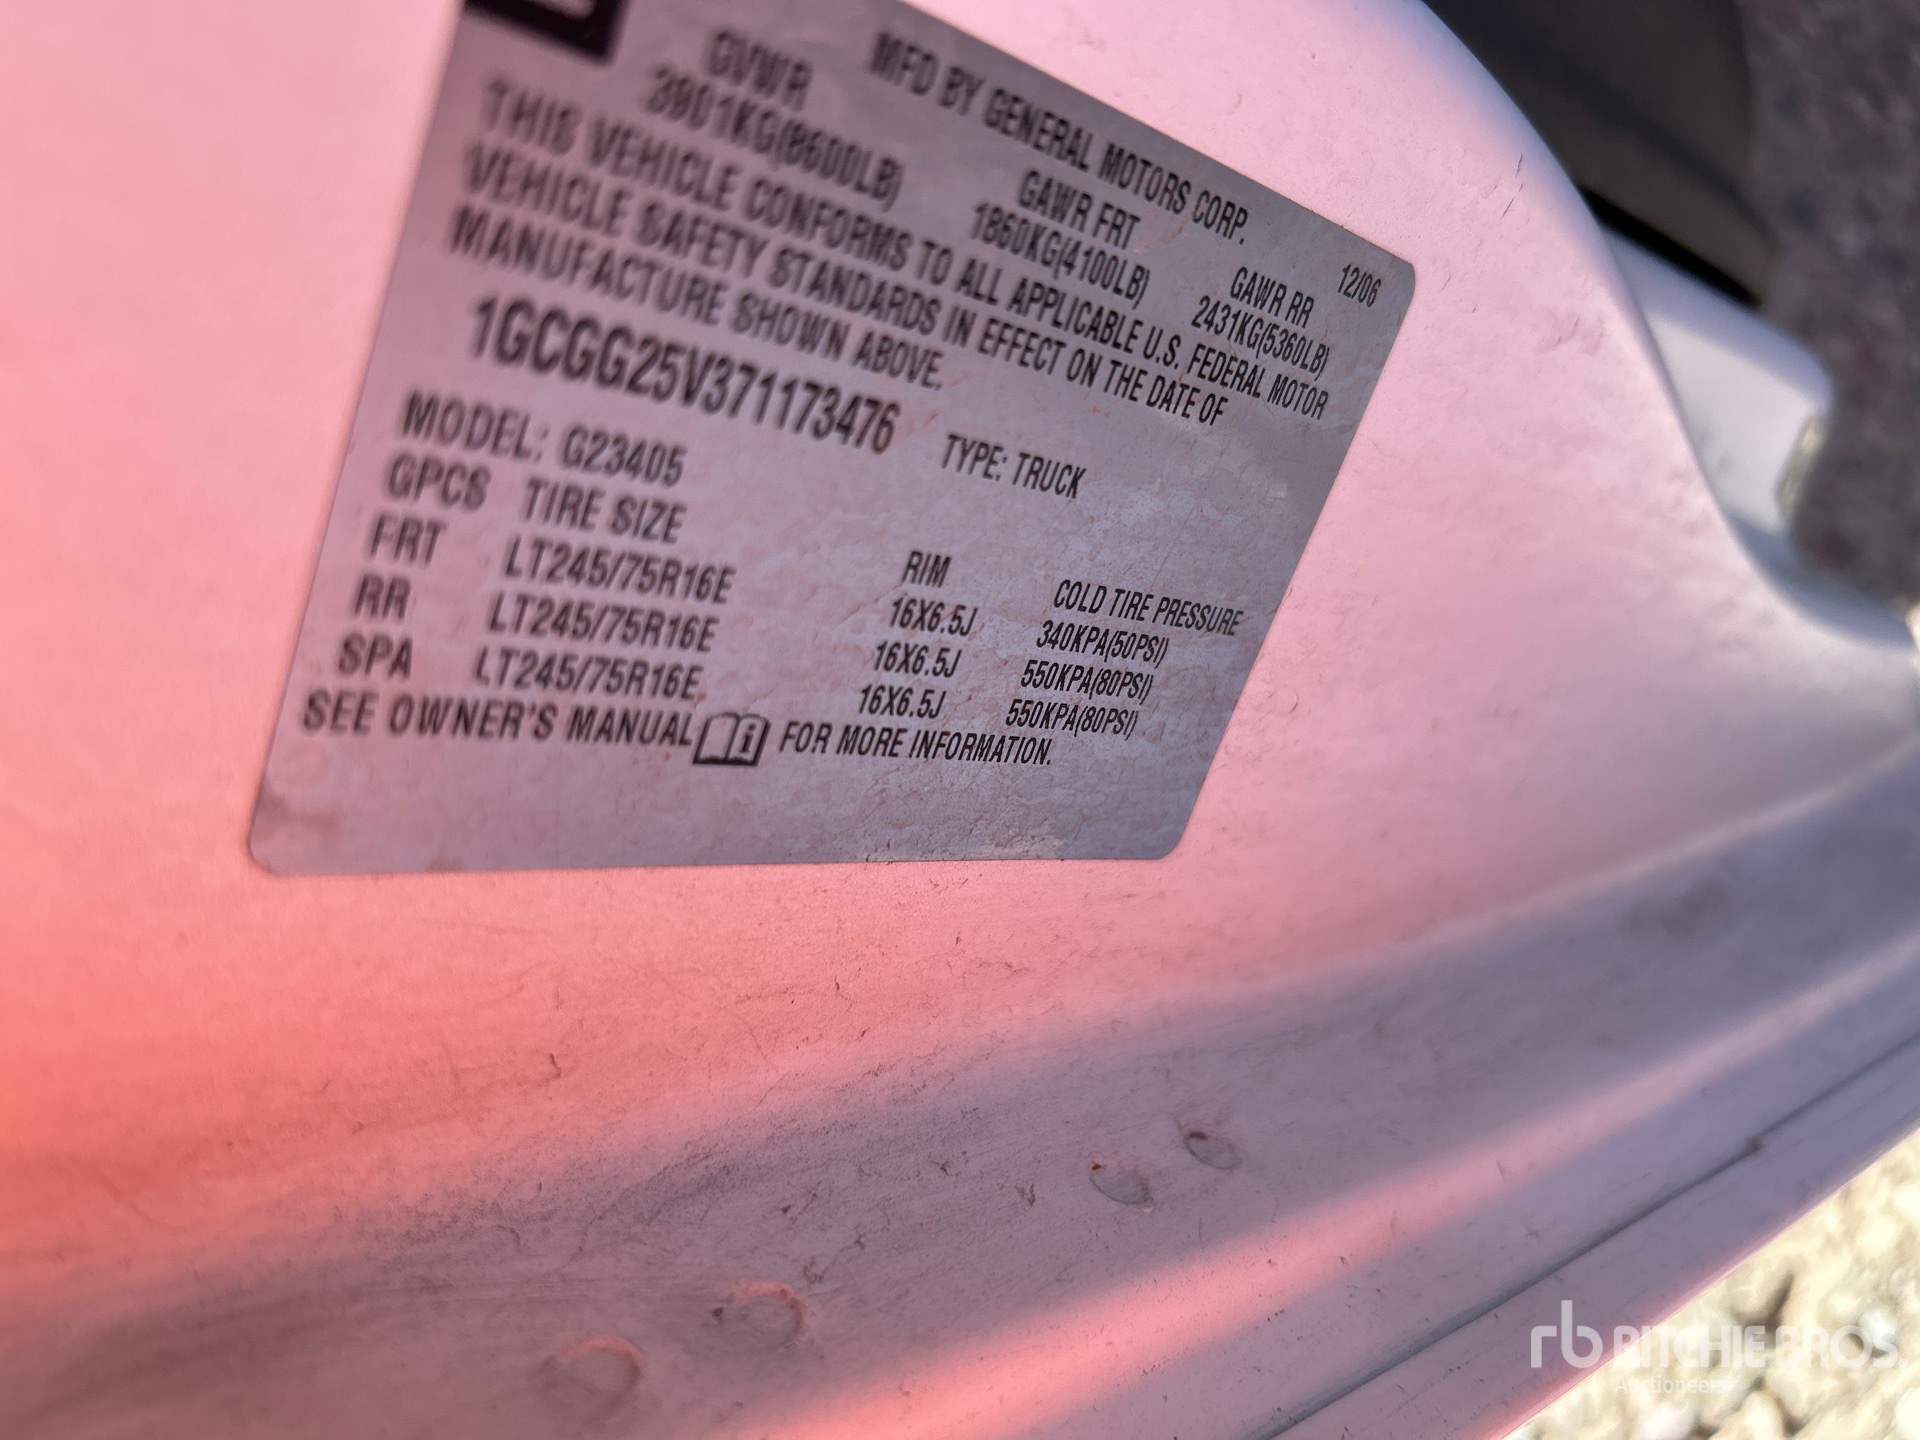 MFD BY GENERAL MOTORS CORP.
12/06
GVWR GAWR FRT GAWR RR
3901KG(8600LB) 1860KG(4100LB) 2431KG(5360LB)
THIS VEHICLE CONFORMS TO ALL APPLICABLE U.S. FEDERAL MOTOR
VEHICLE SAFETY STANDARDS IN EFFECT ON THE DATE OF
MANUFACTURE SHOWN ABOVE.
1GCGG25V371173476 TYPE: TRUCK
MODEL: G23405
GPCS TIRE SIZE RIM COLD TIRE PRESSURE
FRT LT245/75R16E 16X6.5J 340KPA(50PSI)
RR LT245/75R16E 16X6.5J 550KPA(80PSI)
SPA LT245/75R16E 16X6.5J 550KPA(80PSI)
SEE OWNER'S MANUAL i FOR MORE INFORMATION.
rb RITCHIE BROS.
Auctioneers